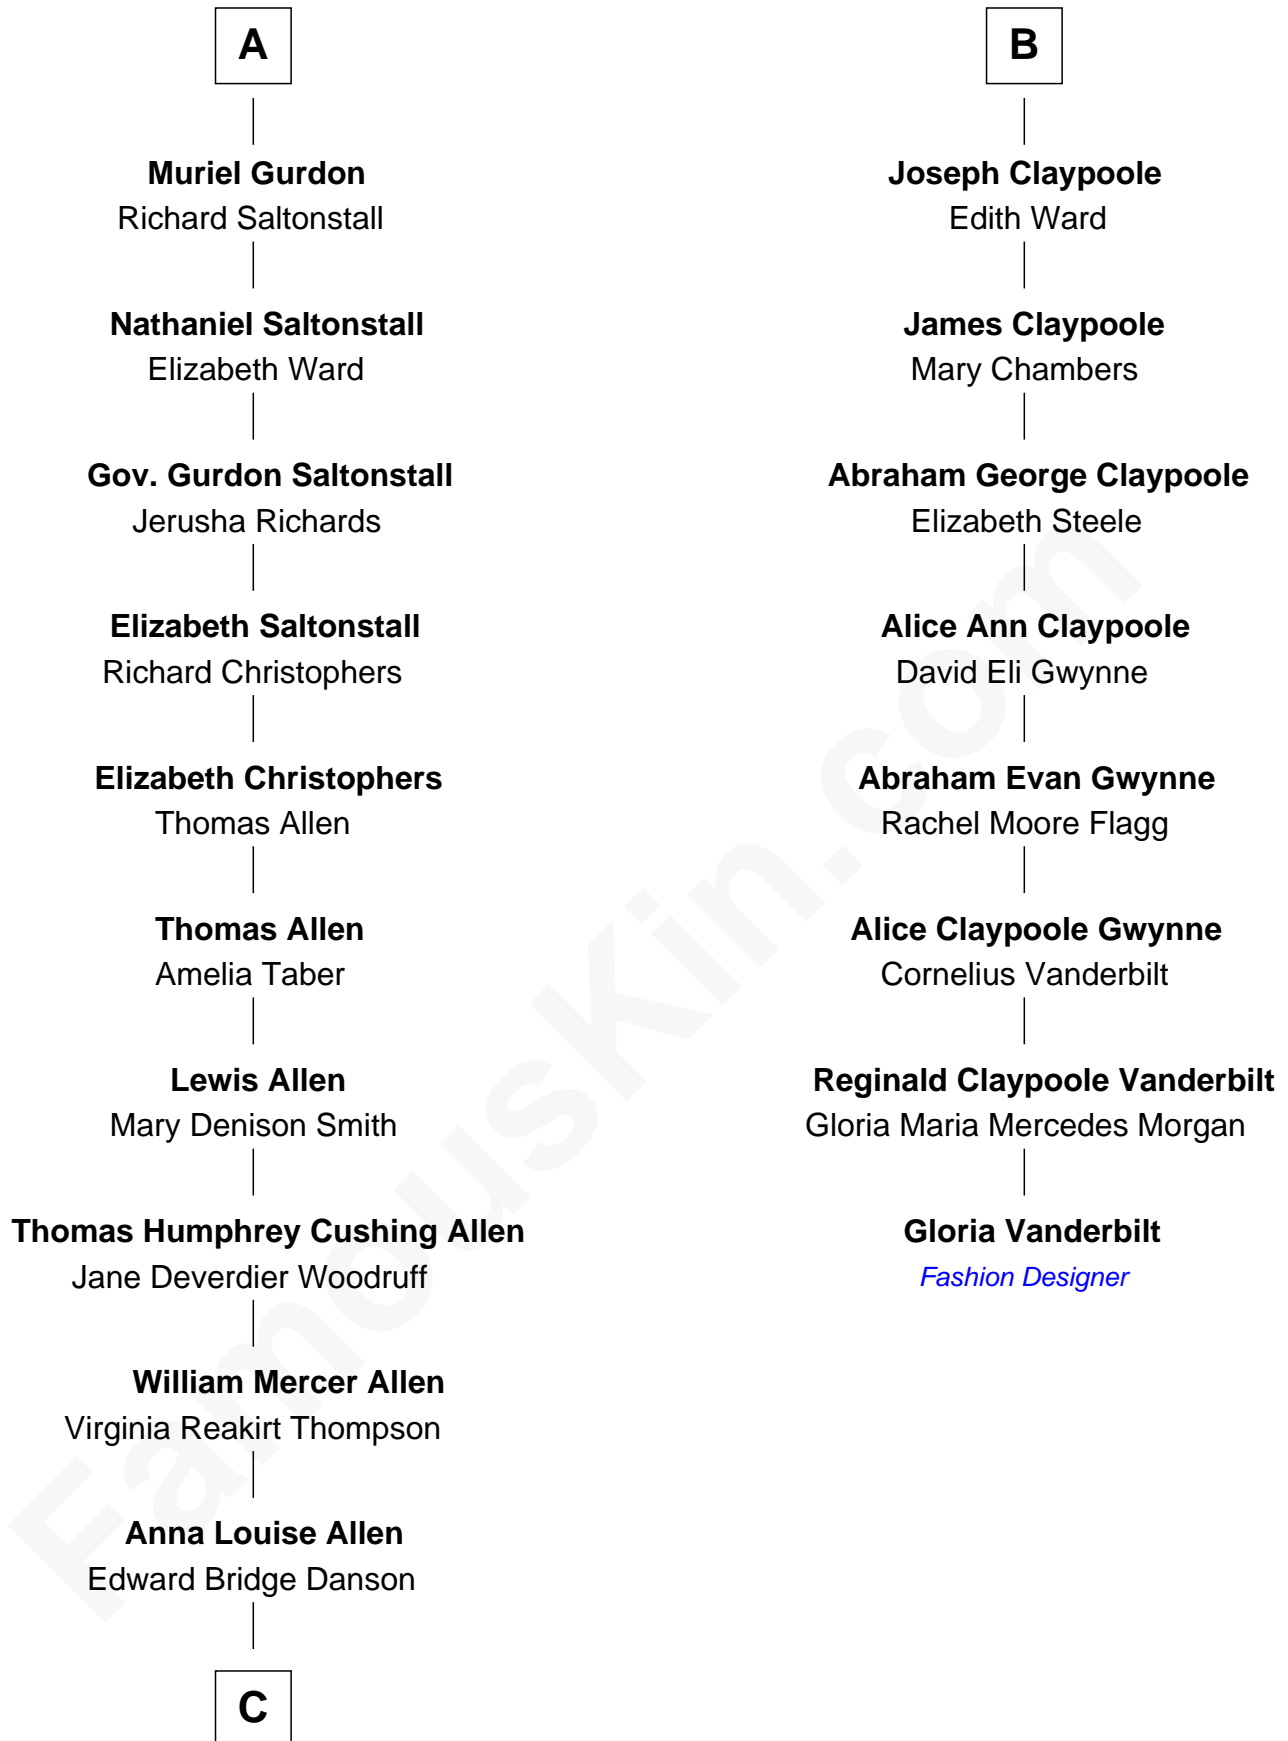 A
Muriel Gurdon
Richard Saltonstall
Nathaniel Saltonstall
Elizabeth Ward
Gov. Gurdon Saltonstall
Jerusha Richards
Elizabeth Saltonstall
Richard Christophers
Elizabeth Christophers
Thomas Allen
Thomas Allen
Amelia Taber
Lewis Allen
Mary Denison Smith
Thomas Humphrey Cushing Allen
Jane Deverdier Woodruff
William Mercer Allen
Virginia Reakirt Thompson
Anna Louise Allen
Edward Bridge Danson
C
B
Joseph Claypoole
Edith Ward
James Claypoole
Mary Chambers
Abraham George Claypoole
Elizabeth Steele
Alice Ann Claypoole
David Eli Gwynne
Abraham Evan Gwynne
Rachel Moore Flagg
Alice Claypoole Gwynne
Cornelius Vanderbilt
Reginald Claypoole Vanderbilt
Gloria Maria Mercedes Morgan
Gloria Vanderbilt
Fashion Designer
FamousKin.com